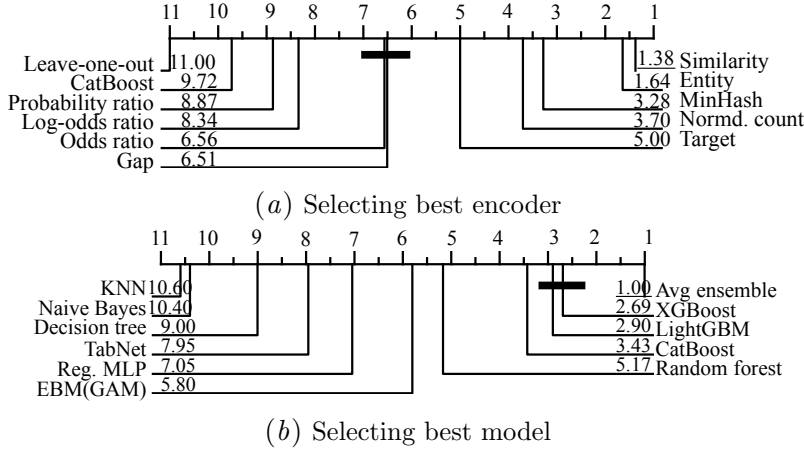 11 10 9 8 7 6 5 4 3 2 1
Leave-one-out 11.00 1.38 Similarity
CatBoost 9.72 1.64 Entity
Probability ratio 8.87 3.28 MinHash
Log-odds ratio 8.34 3.70 Normd. count
Odds ratio 6.56 5.00 Target
Gap 6.51
(a) Selecting best encoder
11 10 9 8 7 6 5 4 3 2 1
KNN 10.60 1.00 Avg ensemble
Naive Bayes 10.40 2.69 XGBoost
Decision tree 9.00 2.90 LightGBM
TabNet 7.95 3.43 CatBoost
Reg. MLP 7.05 5.17 Random forest
EBM(GAM) 5.80
(b) Selecting best model